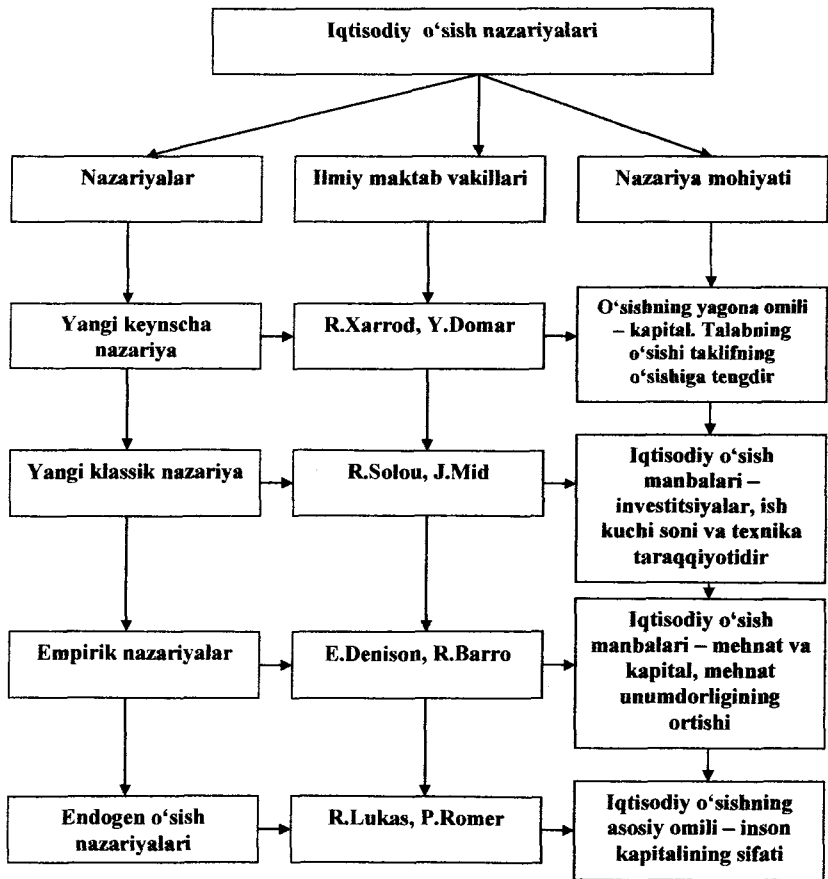 Iqtisodiy o‘sish nazariyalari
Nazariyalar
Ilmiy maktab vakillari
Nazariya mohiyati
Yangi keynscha
nazariya
R.Xarrod, Y.Domar
O‘sishning yagona omili
– kapital. Talabning
o‘sishi taklifning
o‘sishiga tengdir
Yangi klassik nazariya
R.Solou, J.Mid
Iqtisodiy o‘sish
manbalari –
investitsiyalar, ish
kuchi soni va texnika
taraqqiyotidir
Empirik nazariyalar
E.Denison, R.Barro
Iqtisodiy o‘sish
manbalari – mehnat va
kapital, mehnat
unumdorligining
ortishi
Endogen o‘sish
nazariyalari
R.Lukas, P.Romer
Iqtisodiy o‘sishning
asosiy omili – inson
kapitalining sifati